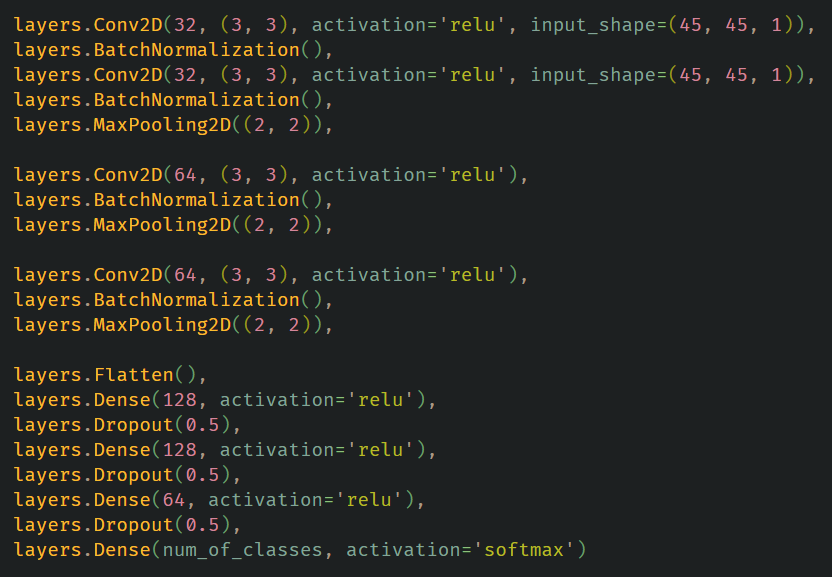 layers.Conv2D(32, (3, 3), activation='relu', input_shape=(45, 45, 1)),
layers.BatchNormalization(),
layers.Conv2D(32, (3, 3), activation='relu', input_shape=(45, 45, 1)),
layers.BatchNormalization(),
layers.MaxPooling2D((2, 2)),
layers.Conv2D(64, (3, 3), activation='relu'),
layers.BatchNormalization(),
layers.MaxPooling2D((2, 2)),
layers.Conv2D(64, (3, 3), activation='relu'),
layers.BatchNormalization(),
layers.MaxPooling2D((2, 2)),
layers.Flatten(),
layers.Dense(128, activation='relu'),
layers.Dropout(0.5),
layers.Dense(128, activation='relu'),
layers.Dropout(0.5),
layers.Dense(64, activation='relu'),
layers.Dropout(0.5),
layers.Dense(num_of_classes, activation='softmax')